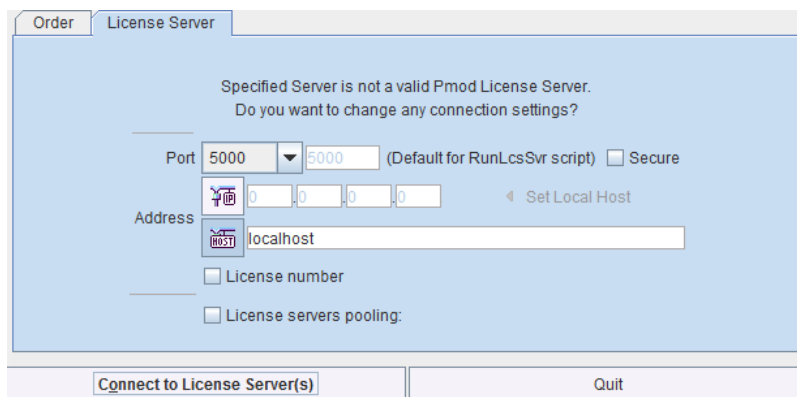 Order License Server
Specified Server is not a valid Pmod License Server.
Do you want to change any connection settings?
Port 5000 5000 (Default for RunLcsSvr script) Secure
IP 0 .0 .0 .0 Set Local Host
Address
HOST localhost
License number
License servers pooling:
Connect to License Server(s) Quit